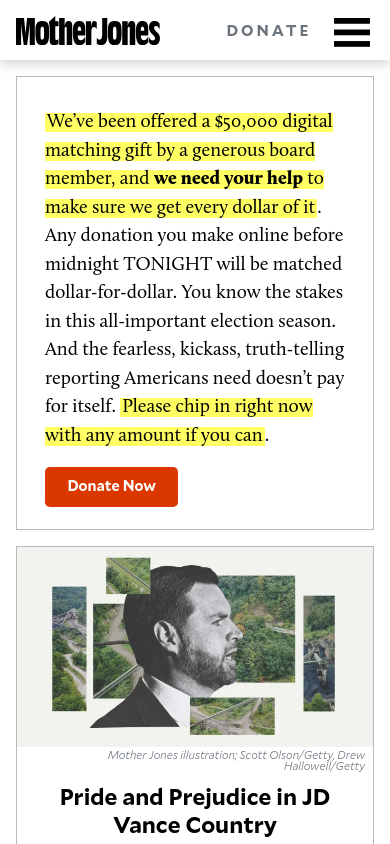 Mother Jones
DONATE
We've been offered a $50,000 digital
matching gift by a generous board
member, and we need your help to
make sure we get every dollar of it.
Any donation you make online before
midnight TONIGHT will be matched
dollar-for-dollar. You know the stakes
in this all-important election season.
And the fearless, kickass, truth-telling
reporting Americans need doesn't pay
for itself. Please chip in right now
with any amount if you can.
Donate Now
Mother Jones illustration; Scott Olson/Getty, Drew
Hallowell/Getty
Pride and Prejudice in JD
Vance Country